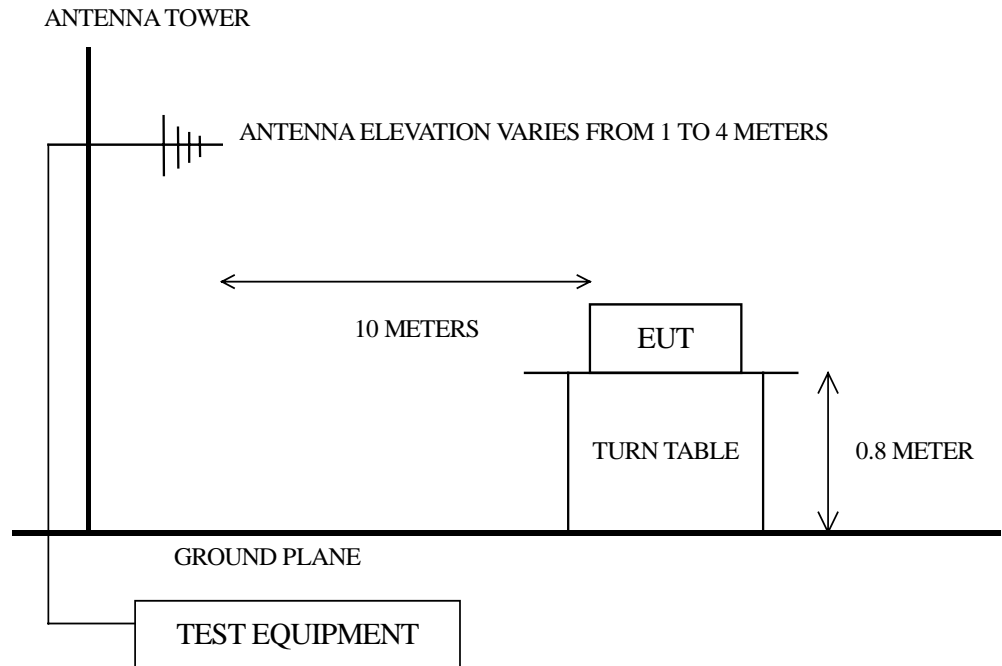 ANTENNA TOWER
ANTENNA ELEVATION VARIES FROM 1 TO 4 METERS
10 METERS
EUT
TURN TABLE
0.8 METER
GROUND PLANE
TEST EQUIPMENT